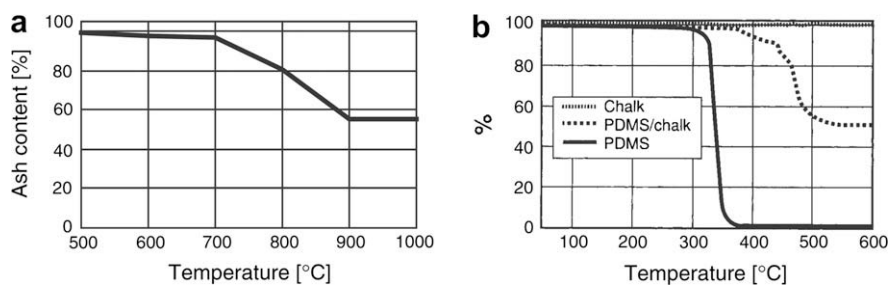 a
Ash content [%]
100
80
60
40
20
0
500 600 700 800 900 1000
Temperature [°C]
b
%
100
80
60
40
20
0
Chalk
PDMS/chalk
PDMS
100 200 300 400 500 600
Temperature [°C]